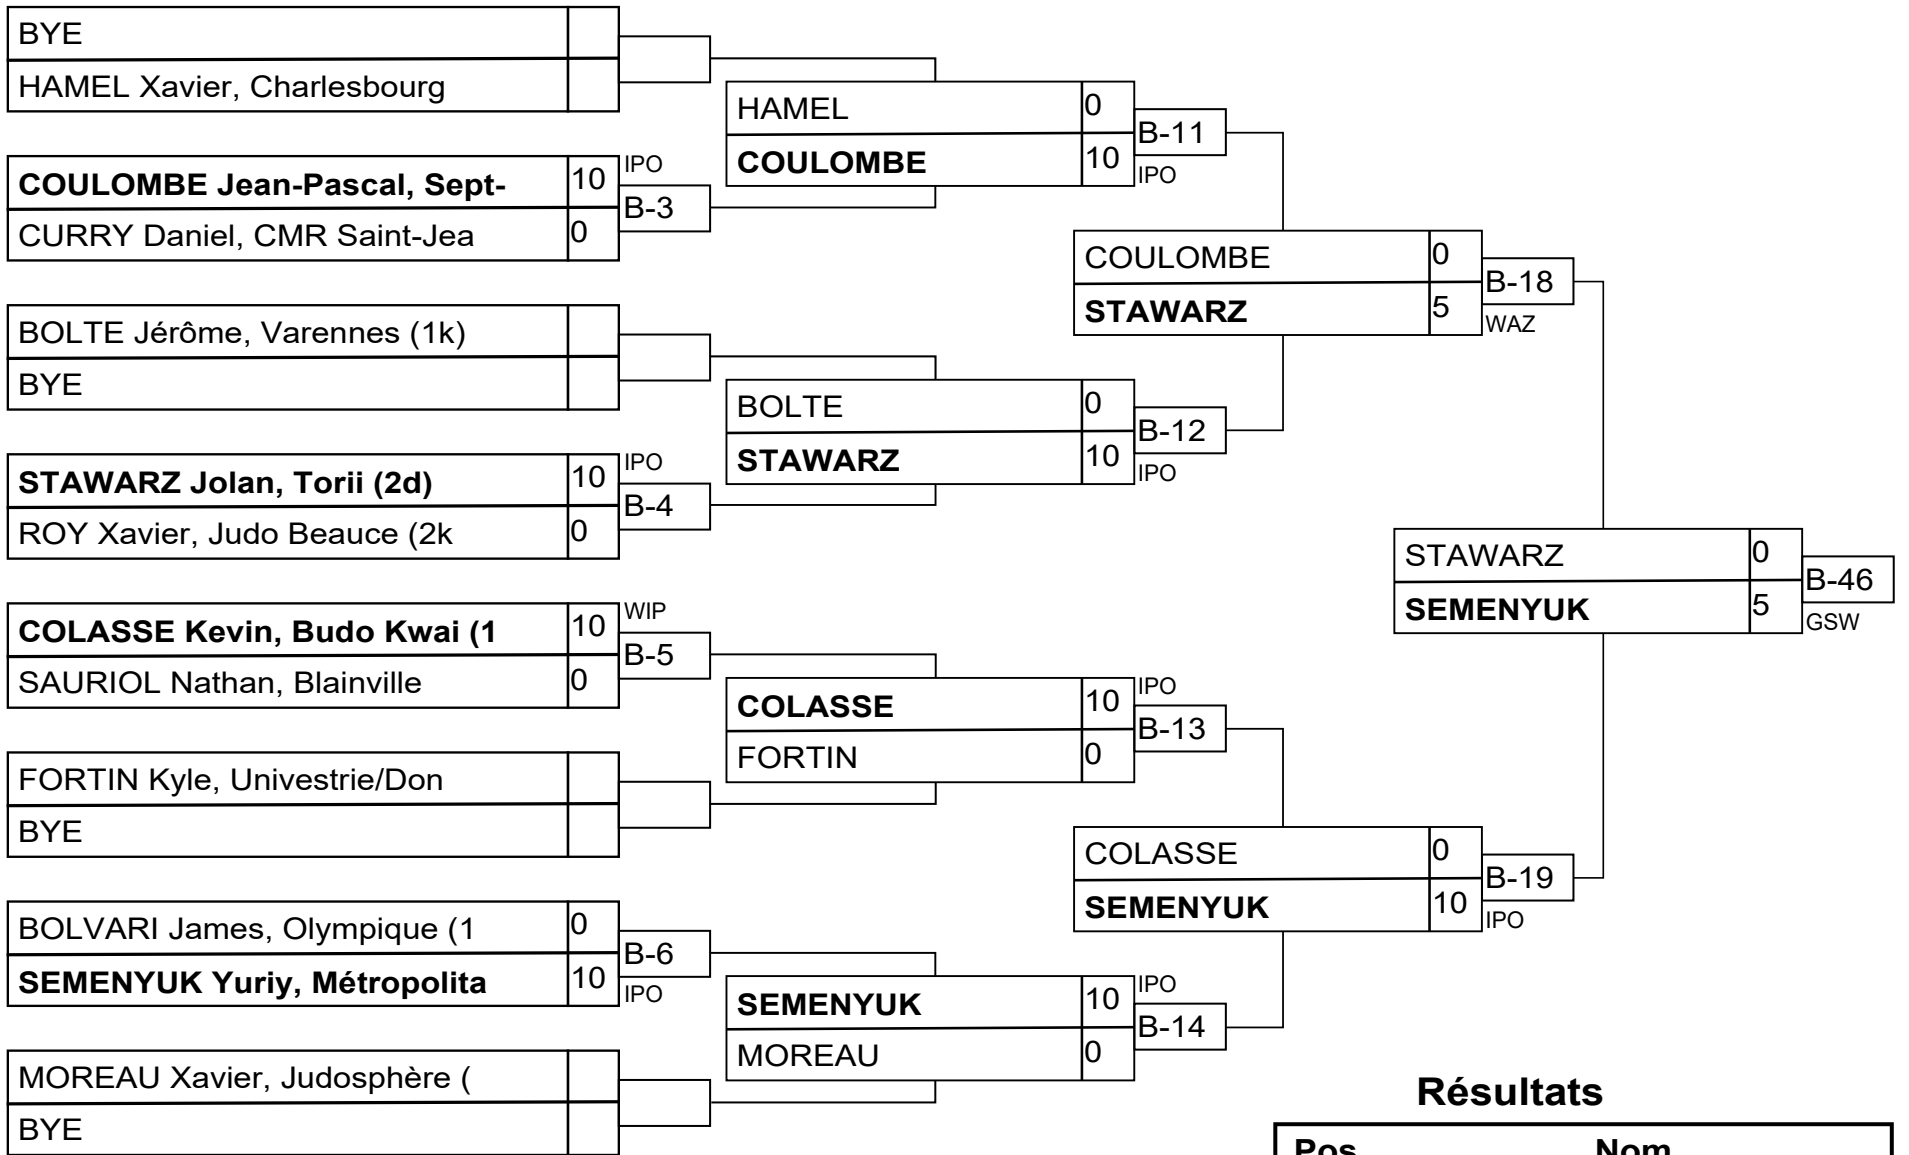 BYE
HAMEL Xavier, Charlesbourg
COULOMBE Jean-Pascal, Sept- 10 IPO
B-3
CURRY Daniel, CMR Saint-Jea 0
BOLTE Jérôme, Varennes (1k)
BYE
STAWARZ Jolan, Torii (2d) 10 IPO
B-4
ROY Xavier, Judo Beauce (2k 0
COLASSE Kevin, Budo Kwai (1 10 WIP
B-5
SAURIOL Nathan, Blainville 0
FORTIN Kyle, Univestrie/Don
BYE
BOLVARI James, Olympique (1 0
B-6
SEMENYUK Yuriy, Métropolita 10 IPO
MOREAU Xavier, Judosphère (
BYE
HAMEL 0
B-11
COULOMBE 10 IPO
BOLTE 0
B-12
STAWARZ 10 IPO
COLASSE 10 IPO
B-13
FORTIN 0
SEMENYUK 10 IPO
B-14
MOREAU 0
COULOMBE 0
B-18
STAWARZ 5 WAZ
COLASSE 0
B-19
SEMENYUK 10 IPO
STAWARZ 0
B-46
SEMENYUK 5 GSW
Résultats
Pos Nom